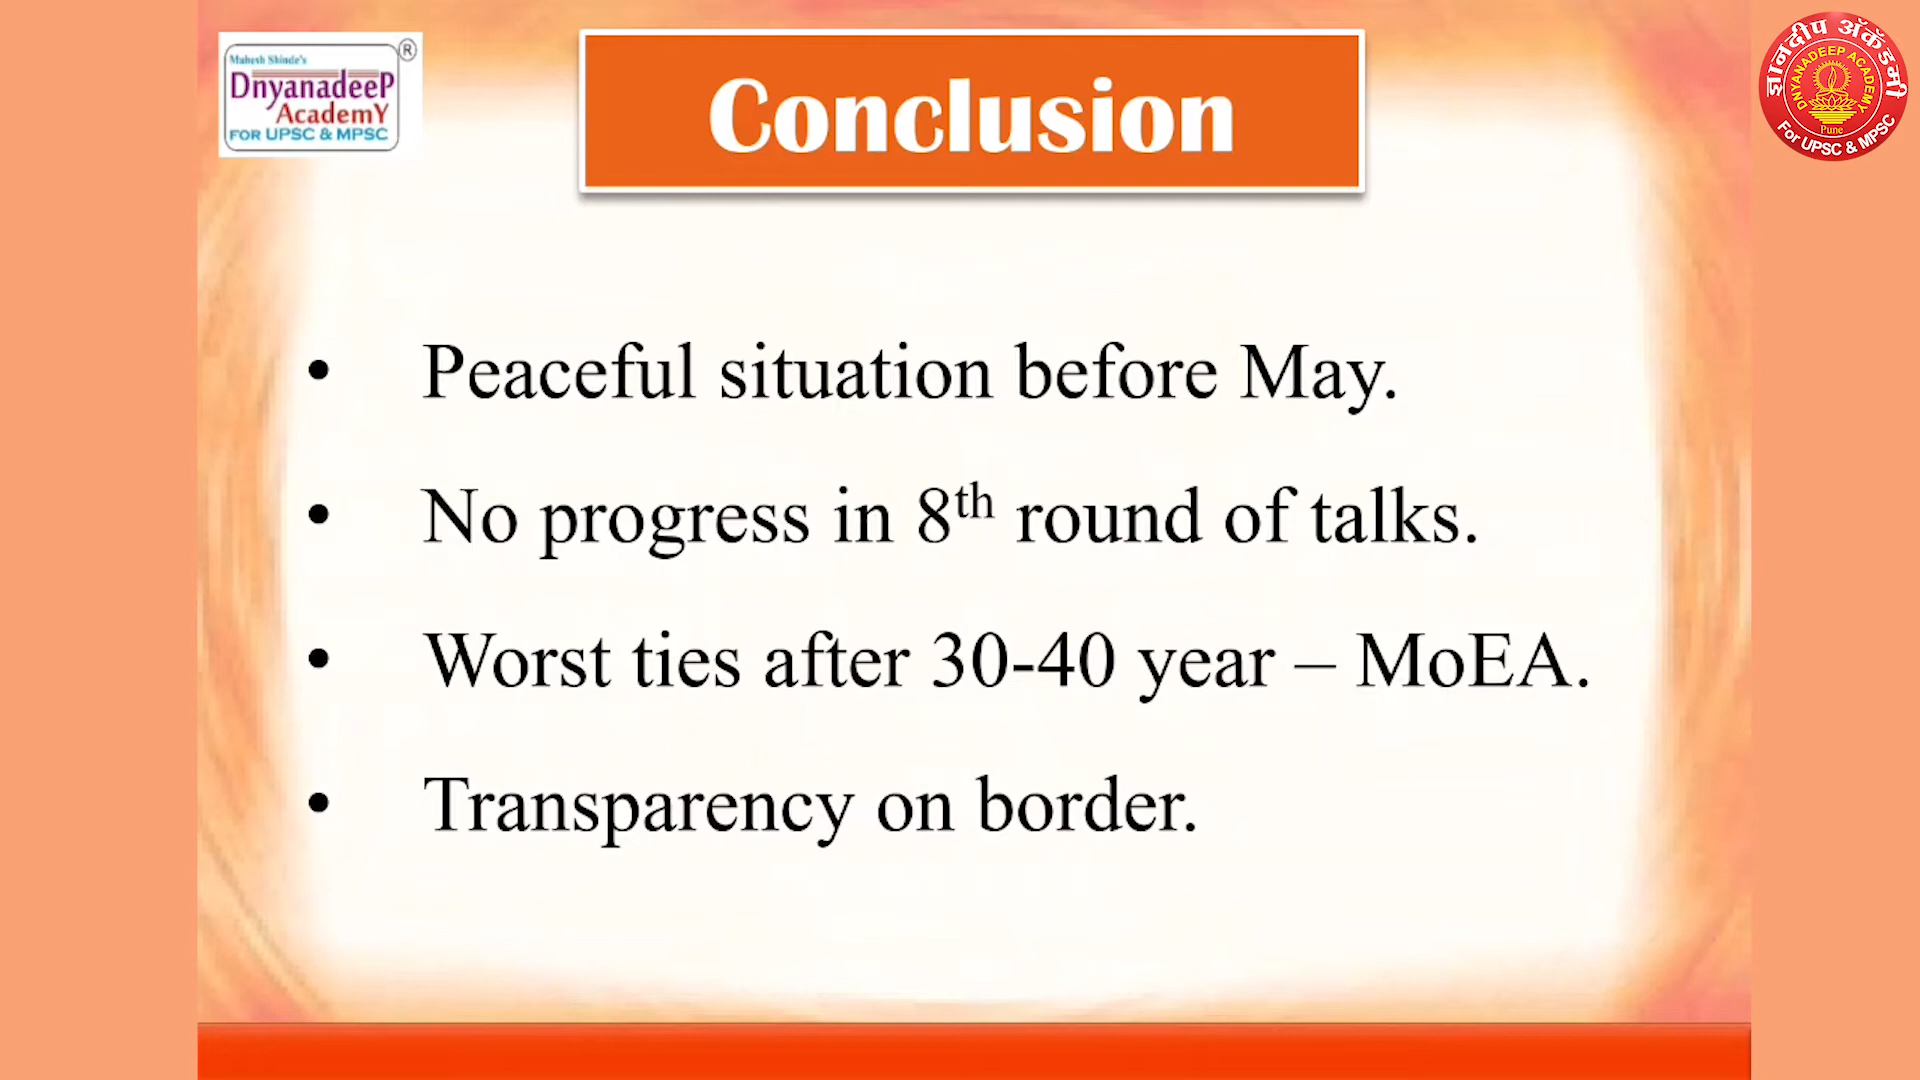 Mahesh Shinde's
DnyanadeeP
AcademY
FOR UPSC & MPSC
®
Conclusion
ज्ञानदीप अ‍ॅकॅडमी
DNYANADEEP ACADEMY
Pune
For UPSC & MPSC
• Peaceful situation before May.
• No progress in 8th round of talks.
• Worst ties after 30-40 year – MoEA.
• Transparency on border.